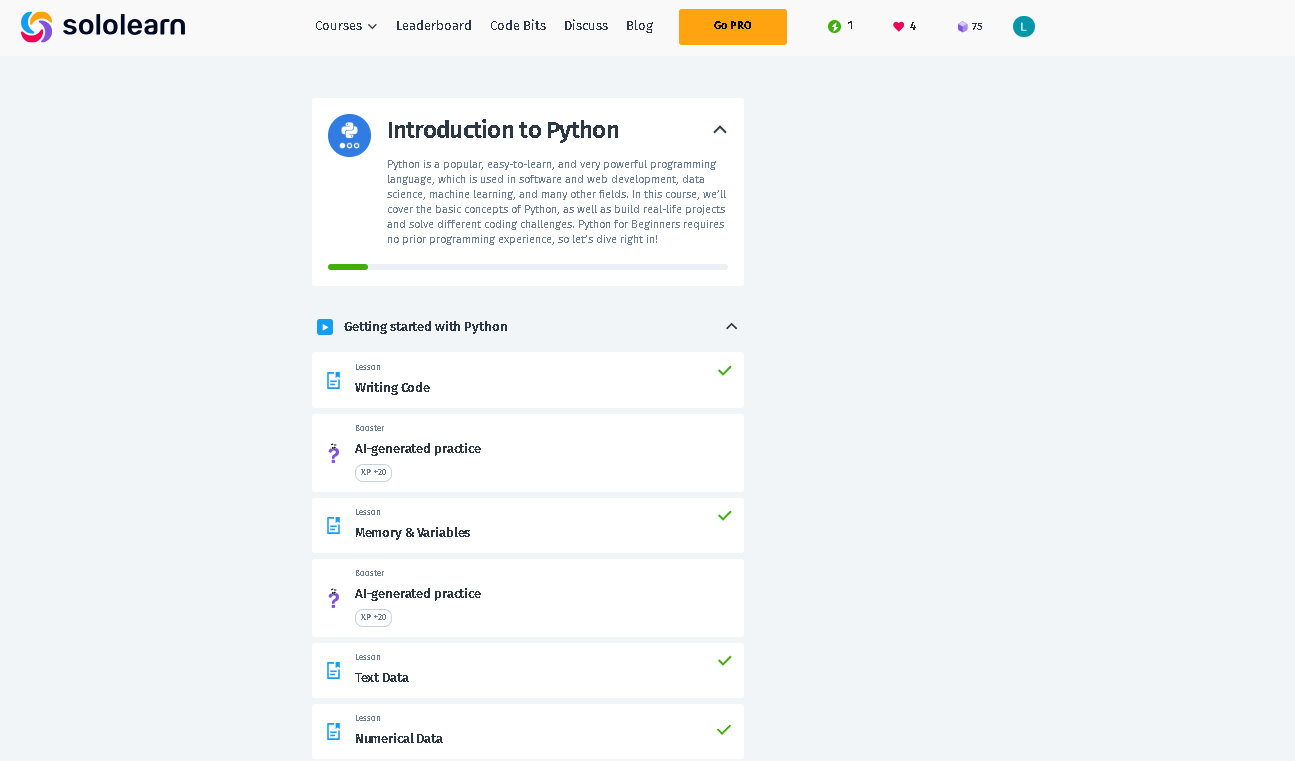 sololearn
Courses Leaderboard Code Bits Discuss Blog Go PRO 1 4 75 L
Introduction to Python
Python is a popular, easy-to-learn, and very powerful programming
language, which is used in software and web development, data
science, machine learning, and many other fields. In this course, we'll
cover the basic concepts of Python, as well as build real-life projects
and solve different coding challenges. Python for Beginners requires
no prior programming experience, so let's dive right in!
Getting started with Python
Lesson
Writing Code
Booster
AI-generated practice
XP +20
Lesson
Memory & Variables
Booster
AI-generated practice
XP +20
Lesson
Text Data
Lesson
Numerical Data